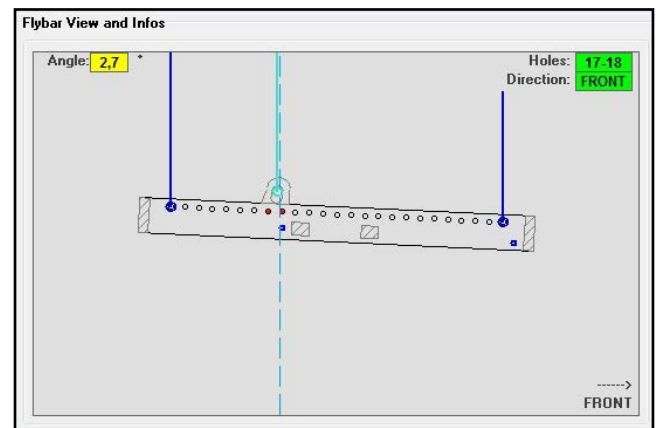 Flybar View and Infos
Angle: 2,7 °
Holes: 17-18
Direction: FRONT
------>
FRONT